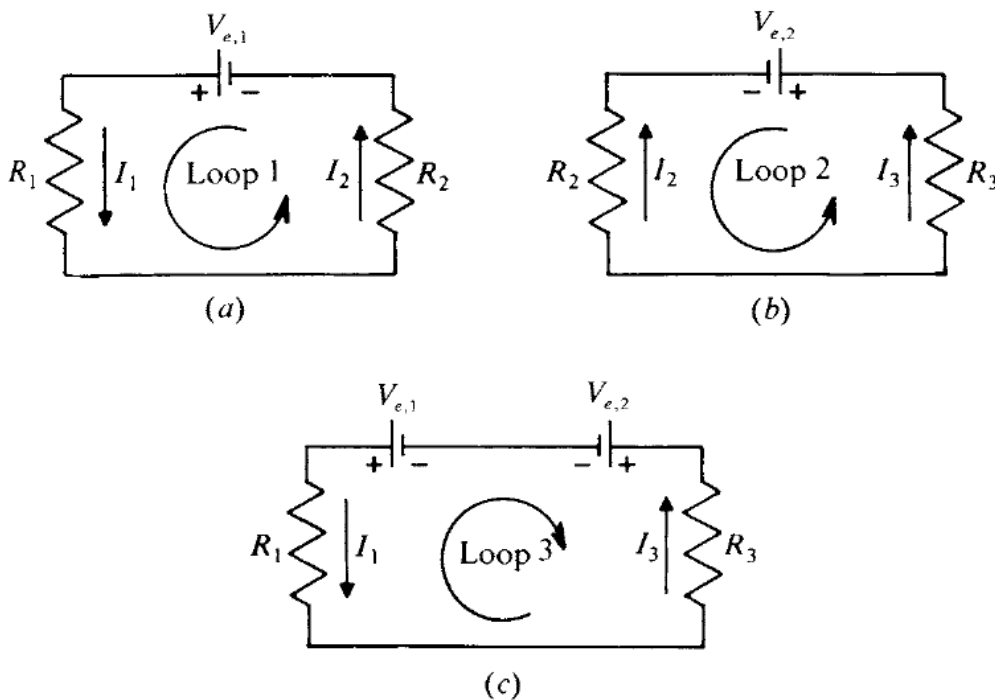 V_{e,1}
+ −
R_1 I_1 Loop 1 I_2 R_2
(a)
V_{e,2}
− +
R_2 I_2 Loop 2 I_3 R_3
(b)
V_{e,1} V_{e,2}
+ − − +
R_1 I_1 Loop 3 I_3 R_3
(c)